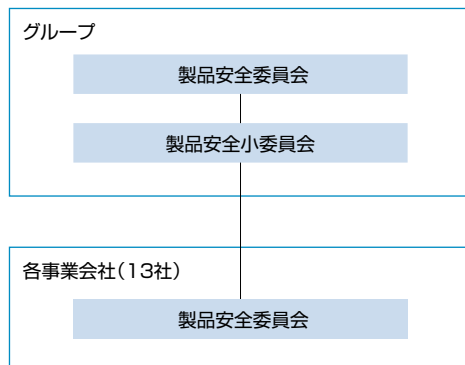 グループ
製品安全委員会
製品安全小委員会
各事業会社(13社)
製品安全委員会